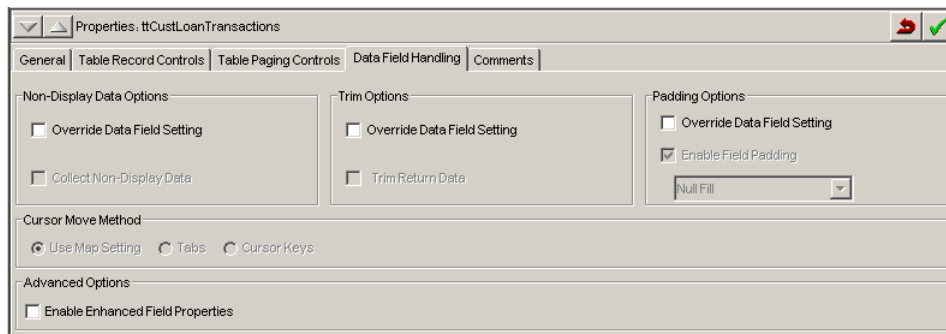 Properties: ttCustLoanTransactions
General Table Record Controls Table Paging Controls Data Field Handling Comments
Non-Display Data Options Trim Options Padding Options
Override Data Field Setting Override Data Field Setting Override Data Field Setting
Collect Non-Display Data Trim Return Data Enable Field Padding
Null Fill
Cursor Move Method
Use Map Setting Tabs Cursor Keys
Advanced Options
Enable Enhanced Field Properties